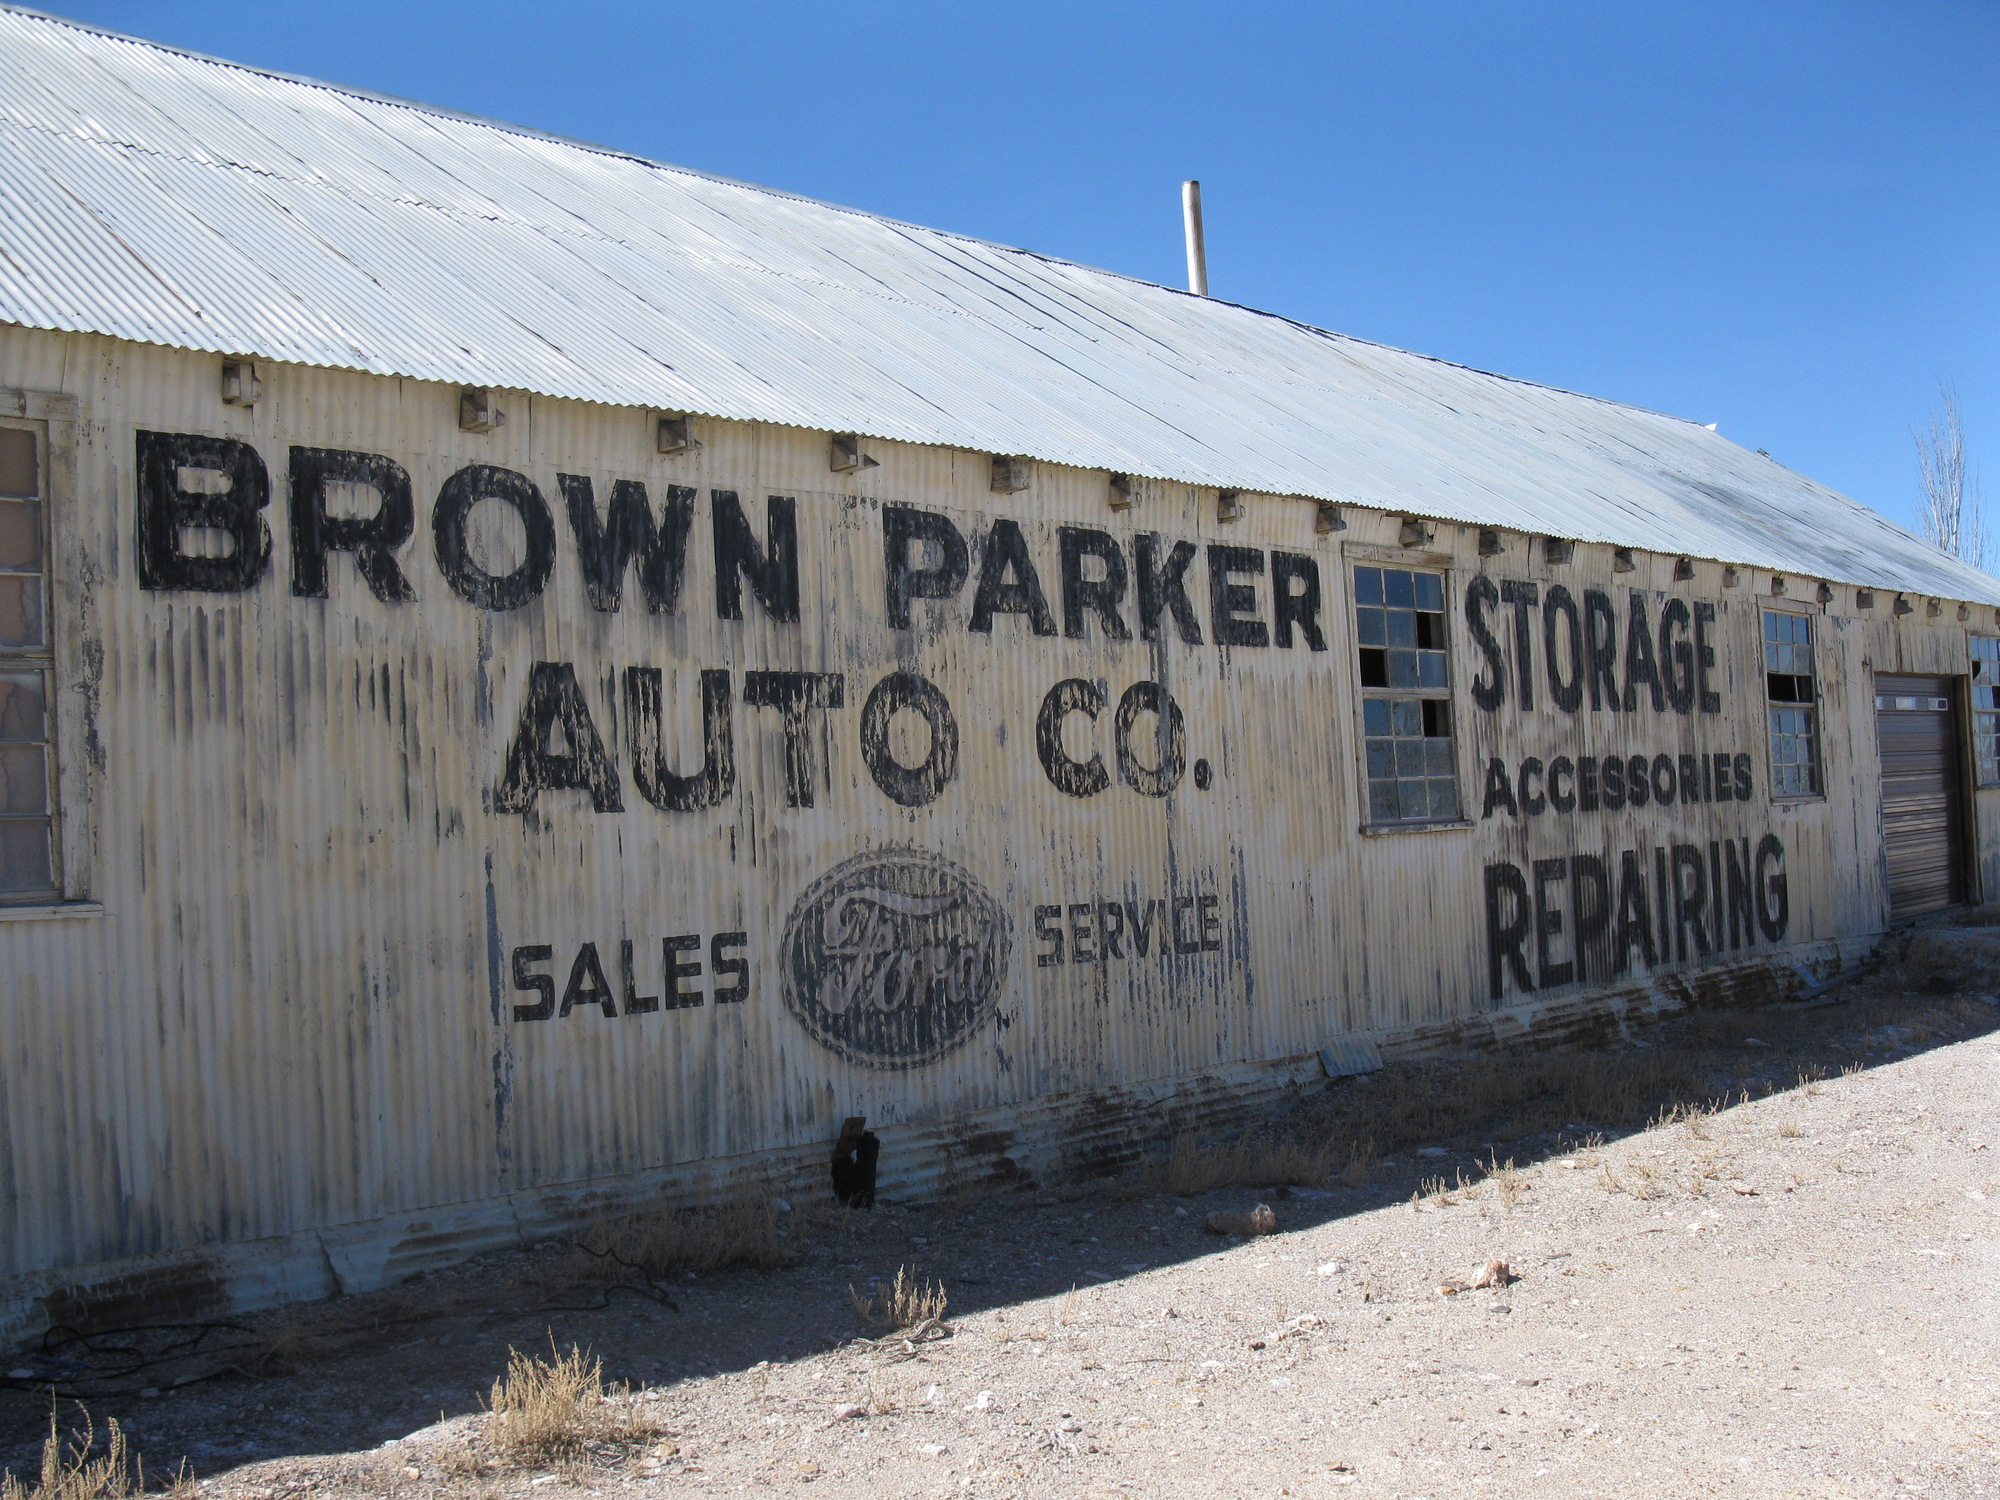 BROWN PARKER
AUTO CO.
SALES Ford SERVICE
STORAGE
ACCESSORIES
REPAIRING